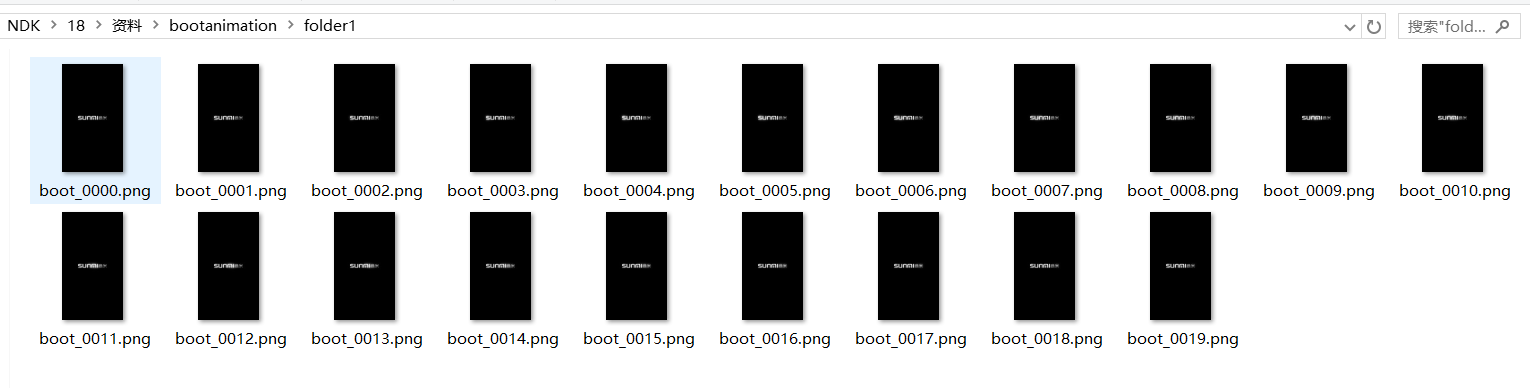 NDK > 18 > 资料 > bootanimation > folder1
搜索"fold...
boot_0000.png boot_0001.png boot_0002.png boot_0003.png boot_0004.png boot_0005.png boot_0006.png boot_0007.png boot_0008.png boot_0009.png boot_0010.png
boot_0011.png boot_0012.png boot_0013.png boot_0014.png boot_0015.png boot_0016.png boot_0017.png boot_0018.png boot_0019.png